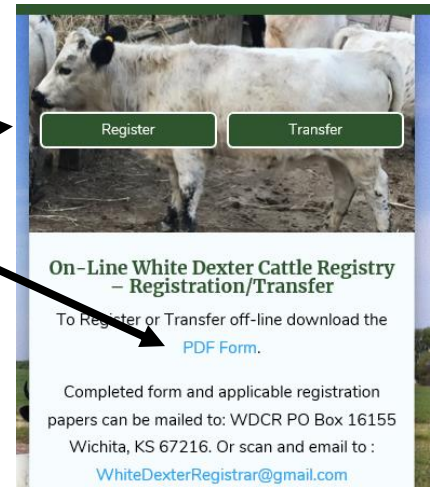 Register Transfer
On-Line White Dexter Cattle Registry
– Registration/Transfer
To Register or Transfer off-line download the
PDF Form.
Completed form and applicable registration
papers can be mailed to: WDCR PO Box 16155
Wichita, KS 67216. Or scan and email to :
WhiteDexterRegistrar@gmail.com